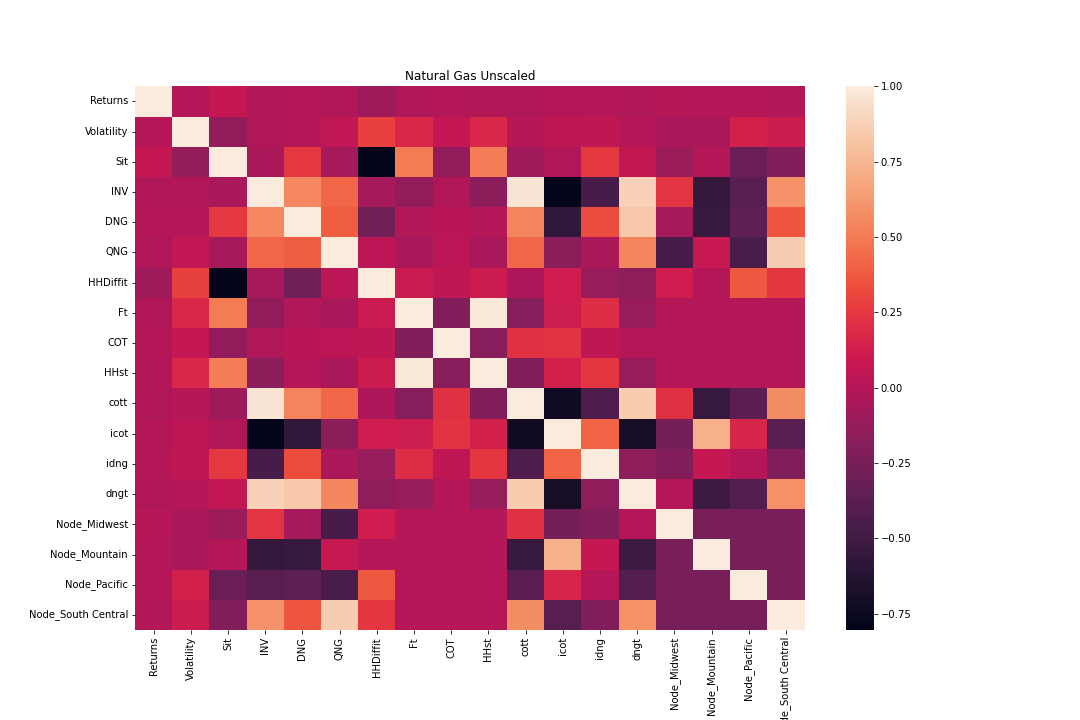 Natural Gas Unscaled
Returns
Volatility
Sit
INV
DNG
QNG
HHDiffit
Ft
COT
HHst
cott
icot
idng
dngt
Node_Midwest
Node_Mountain
Node_Pacific
Node_South Central
Returns
Volatility
Sit
INV
DNG
QNG
HHDiffit
Ft
COT
HHst
cott
icot
idng
dngt
Node_Midwest
Node_Mountain
Node_Pacific
de_South Central
1.00
0.75
0.50
0.25
0.00
−0.25
−0.50
−0.75